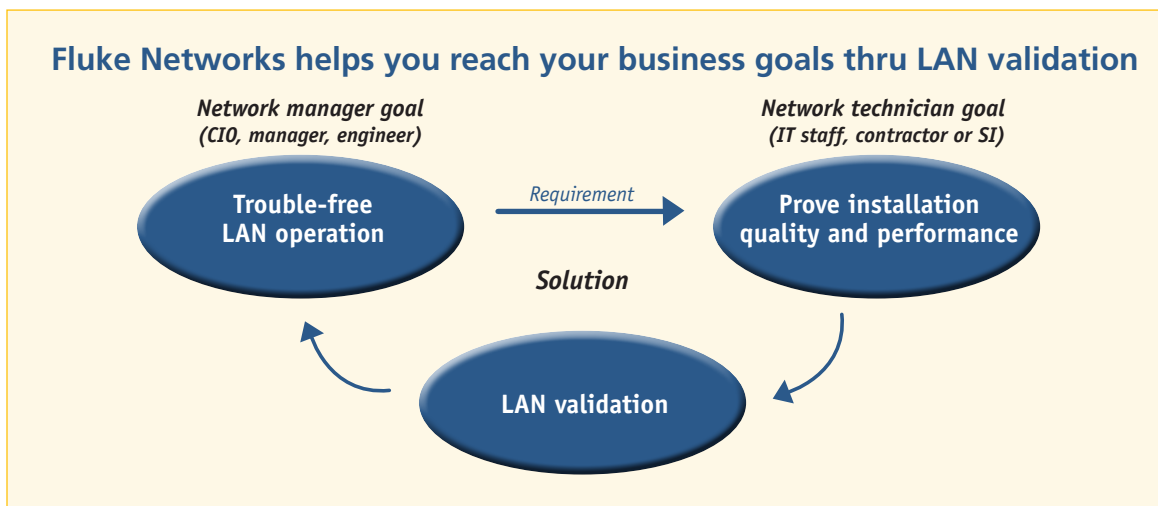 Fluke Networks helps you reach your business goals thru LAN validation
Network manager goal
(CIO, manager, engineer)
Network technician goal
(IT staff, contractor or SI)
Trouble-free
LAN operation
Requirement
Prove installation
quality and performance
Solution
LAN validation